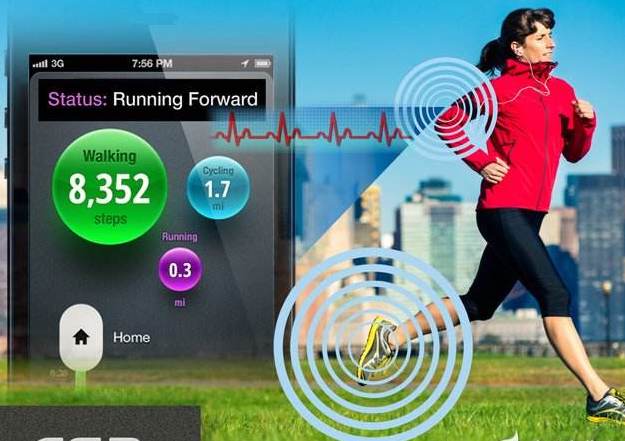 3G 7:56 PM
Status: Running Forward
Walking
8,352
steps
Cycling
1.7
mi
Running
0.3
mi
Home